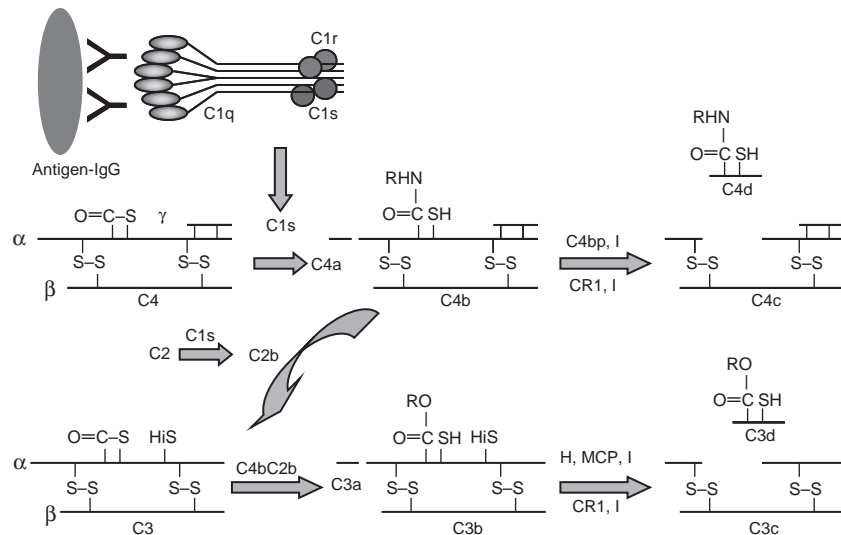 C1r
C1q
C1s
Antigen-IgG
RHN
O=C SH
C4d
RHN
O=C–S γ
C1s
O=C SH
α
C4a
C4bp, I
S–S S–S
S–S S–S
CR1, I
S–S S–S
β
C4
C4b
C4c
C1s
C2
C2b
RO
O=C SH
C3d
RO
O=C–S HiS
O=C SH HiS
α
C4bC2b
C3a
H, MCP, I
S–S S–S
S–S S–S
CR1, I
S–S S–S
β
C3
C3b
C3c